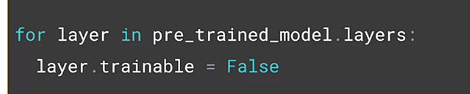 for layer in pre_trained_model.layers:
  layer.trainable = False